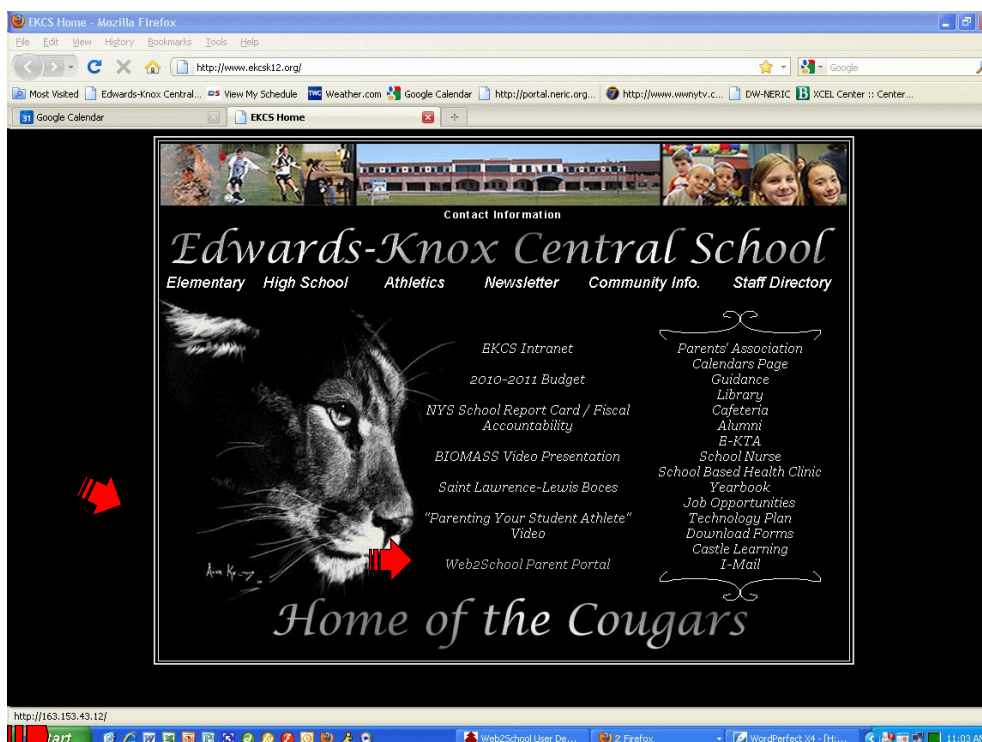 EKCS Home - Mozilla Firefox
File Edit View History Bookmarks Tools Help
http://www.ekcsk12.org/
Google
Most Visited Edwards-Knox Central... View My Schedule Weather.com Google Calendar http://portal.neric.org... http://www.wwnytv.c... DW-NERIC XCEL Center :: Center...
31 Google Calendar EKCS Home
Contact Information
Edwards-Knox Central School
Elementary High School Athletics Newsletter Community Info. Staff Directory
EKCS Intranet
2010-2011 Budget
NYS School Report Card / Fiscal
Accountability
BIOMASS Video Presentation
Saint Lawrence-Lewis Boces
"Parenting Your Student Athlete"
Video
Web2School Parent Portal
Parents' Association
Calendars Page
Guidance
Library
Cafeteria
Alumni
E-KTA
School Nurse
School Based Health Clinic
Yearbook
Job Opportunities
Technology Plan
Download Forms
Castle Learning
I-Mail
Home of the Cougars
http://163.153.43.12/
tart Web2School User De... 2 Firefox WordPerfect X4 - [H:... 11:03 AM